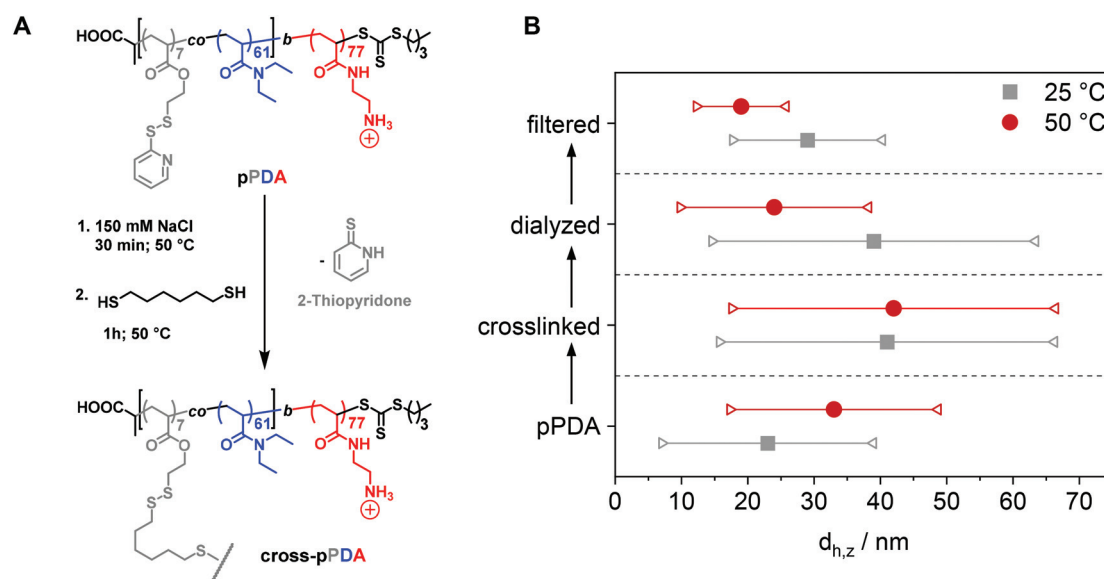 A
HOOC
7
co
61
b
77
S
S
3
S
O
O
O
N
O
NH
S
S
N
NH3
+
pPDA
1. 150 mM NaCl
30 min; 50 °C
2. HS
SH
1h; 50 °C
-
S
NH
2-Thiopyridone
HOOC
7
co
61
b
77
S
S
3
S
O
O
O
N
O
NH
S
S
NH3
+
S
cross-pPDA
B
25 °C
50 °C
filtered
dialyzed
crosslinked
pPDA
0 10 20 30 40 50 60 70
dh,z / nm